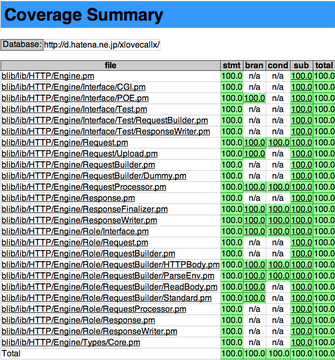 Coverage Summary
Database: http://d.hatena.ne.jp/xlovecallx/
file stmt bran cond sub total
blib/lib/HTTP/Engine.pm 100.0 n/a n/a 100.0 100.0
blib/lib/HTTP/Engine/Interface/CGI.pm 100.0 n/a n/a 100.0 100.0
blib/lib/HTTP/Engine/Interface/POE.pm 100.0 100.0 n/a 100.0 100.0
blib/lib/HTTP/Engine/Interface/Test.pm 100.0 n/a n/a 100.0 100.0
blib/lib/HTTP/Engine/Interface/Test/RequestBuilder.pm 100.0 n/a n/a 100.0 100.0
blib/lib/HTTP/Engine/Interface/Test/ResponseWriter.pm 100.0 n/a n/a 100.0 100.0
blib/lib/HTTP/Engine/Request.pm 100.0 100.0 100.0 100.0 100.0
blib/lib/HTTP/Engine/Request/Upload.pm 100.0 100.0 n/a 100.0 100.0
blib/lib/HTTP/Engine/RequestBuilder.pm 100.0 n/a n/a 100.0 100.0
blib/lib/HTTP/Engine/RequestBuilder/Dummy.pm 100.0 n/a n/a 100.0 100.0
blib/lib/HTTP/Engine/RequestProcessor.pm 100.0 100.0 100.0 100.0 100.0
blib/lib/HTTP/Engine/Response.pm 100.0 n/a n/a 100.0 100.0
blib/lib/HTTP/Engine/ResponseFinalizer.pm 100.0 100.0 100.0 100.0 100.0
blib/lib/HTTP/Engine/ResponseWriter.pm 100.0 100.0 100.0 100.0 100.0
blib/lib/HTTP/Engine/Role/Interface.pm 100.0 100.0 100.0 100.0 100.0
blib/lib/HTTP/Engine/Role/Request.pm 100.0 n/a n/a 100.0 100.0
blib/lib/HTTP/Engine/Role/RequestBuilder.pm 100.0 n/a n/a 100.0 100.0
blib/lib/HTTP/Engine/Role/RequestBuilder/HTTPBody.pm 100.0 100.0 100.0 100.0 100.0
blib/lib/HTTP/Engine/Role/RequestBuilder/ParseEnv.pm 100.0 100.0 100.0 100.0 100.0
blib/lib/HTTP/Engine/Role/RequestBuilder/ReadBody.pm 100.0 100.0 n/a 100.0 100.0
blib/lib/HTTP/Engine/Role/RequestBuilder/Standard.pm 100.0 100.0 n/a 100.0 100.0
blib/lib/HTTP/Engine/Role/RequestProcessor.pm 100.0 n/a n/a 100.0 100.0
blib/lib/HTTP/Engine/Role/Response.pm 100.0 n/a n/a 100.0 100.0
blib/lib/HTTP/Engine/Role/ResponseWriter.pm 100.0 n/a n/a 100.0 100.0
blib/lib/HTTP/Engine/Types/Core.pm 100.0 n/a n/a 100.0 100.0
Total 100.0 100.0 100.0 100.0 100.0